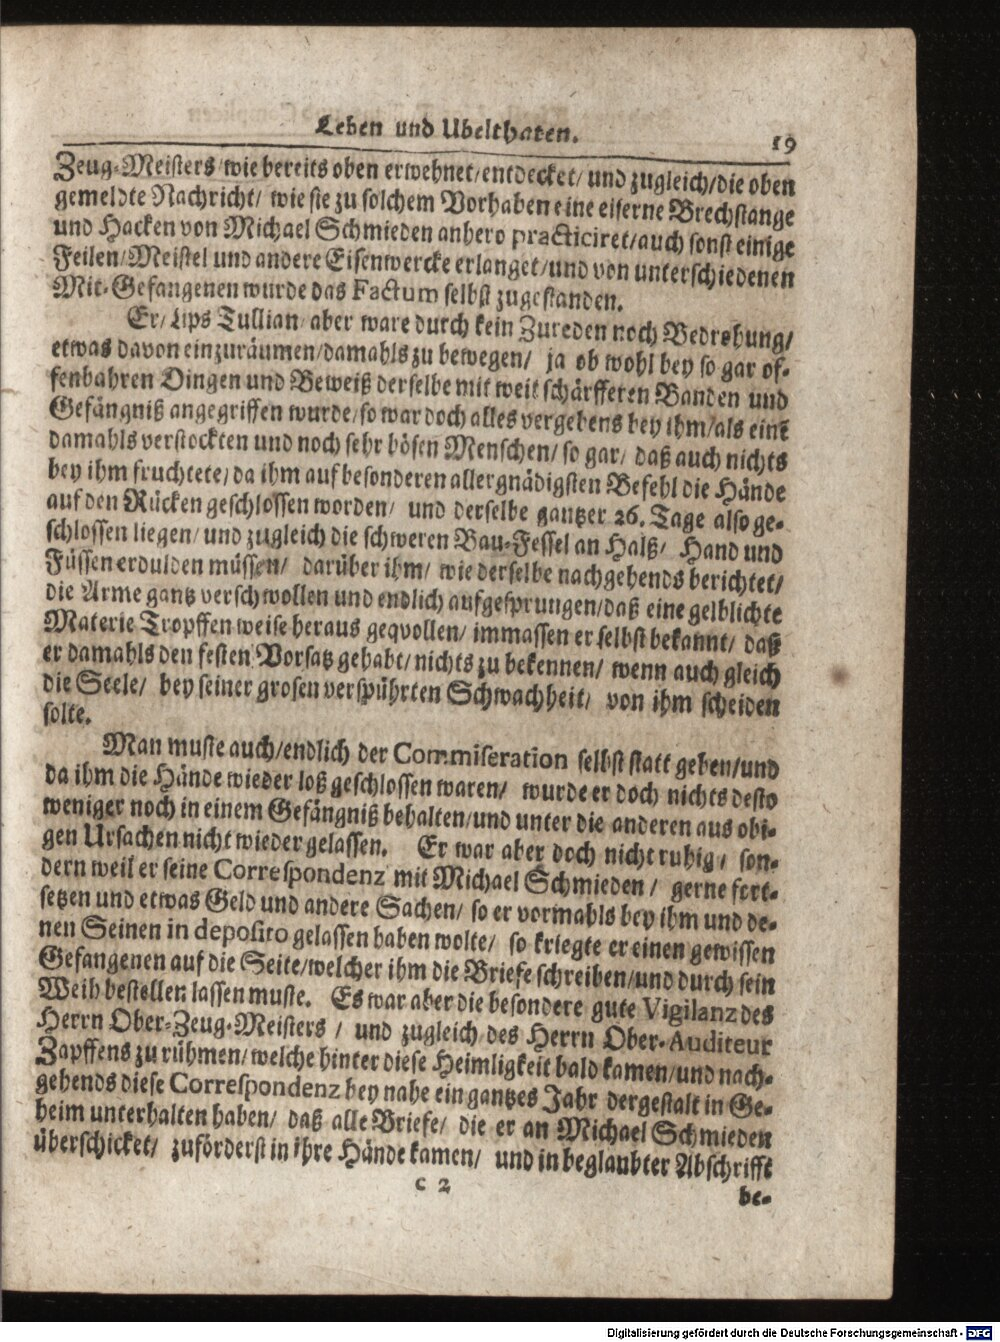 Leben und Ubelthaten. 19
Zeug-Meisters/ wie bereits oben erwehnet/ entdecket/ und zugleich/ die oben
gemeldte Nachricht/ wie sie zu solchem Vorhaben eine eiserne Brechstange
und Hacken von Michael Schmieden anhero practiciret/ auch sonst einige
Feilen/ Meissel und andere Eisenwercke erlanget/ und von unterschiedenen
Mit-Gefangenen wurde das Factum selbst zugestanden.
Er/ Lips Tullian/ aber ware durch kein Zureden noch Bedrohung/
etwas davon einzuräumen/ damahls zu bewegen/ ja ob wohl bey so gar of-
fenbahren Dingen und Beweiß derselbe mit weit schärfferen Banden und
Gefängniß angegriffen wurde/ so war doch alles vergebens bey ihm/ als einē
damahls verstockten und noch sehr bösen Menschen/ so gar/ daß auch nichts
bey ihm fruchtete/ da ihm auf besonderen allergnädigsten Befehl die Hände
auf den Rücken geschlossen worden/ und derselbe gantzer 26. Tage also ge-
schlossen liegen/ und zugleich die schweren Bau-Fessel an Halß/ Hand und
Füssen erdulden müssen/ darüber ihm/ wie derselbe nachgehends berichtet/
die Arme gantz verschwollen und endlich aufgesprungen/ daß eine gelblichte
Materie Tropffen weise heraus geqvollen/ immassen er selbst bekannt/ daß
er damahls den festen Vorsatz gehabt/ nichts zu bekennen/ wenn auch gleich
die Seele/ bey seiner grosen verspührten Schwachheit/ von ihm scheiden
solte.
Man muste auch/ endlich der Commiseration selbst statt geben/ und
da ihm die Hände wieder loß geschlossen waren/ wurde er doch nichts desto
weniger noch in einem Gefängniß behalten/ und unter die anderen aus obi-
gen Ursachen nicht wieder gelassen. Er war aber doch nicht ruhig/ son-
dern weil er seine Correspondenz mit Michael Schmieden/ gerne fort-
setzen und etwas Geld und andere Sachen/ so er vormahls bey ihm und de-
nen Seinen in deposito gelassen haben wolte/ so kriegte er einen gewissen
Gefangenen auf die Seite/ welcher ihm die Briefe schreiben/ und durch sein
Weib bestellen lassen muste. Es war aber die besondere gute Vigilanz des
Herrn Ober-Zeug-Meisters/ und zugleich des Herrn Ober-Auditeur
Zapffens zu rühmen/ welche hinter diese Heimligkeit bald kamen/ und nach-
gehends diese Correspondenz bey nahe ein gantzes Jahr dergestalt in Ge-
heim unterhalten haben/ daß alle Briefe/ die er an Michael Schmieden
überschicket/ zuförderst in ihre Hände kamen/ und in beglaubter Abschrifft
C 2
be-
Digitalisierung gefördert durch die Deutsche Forschungsgemeinschaft - DFG